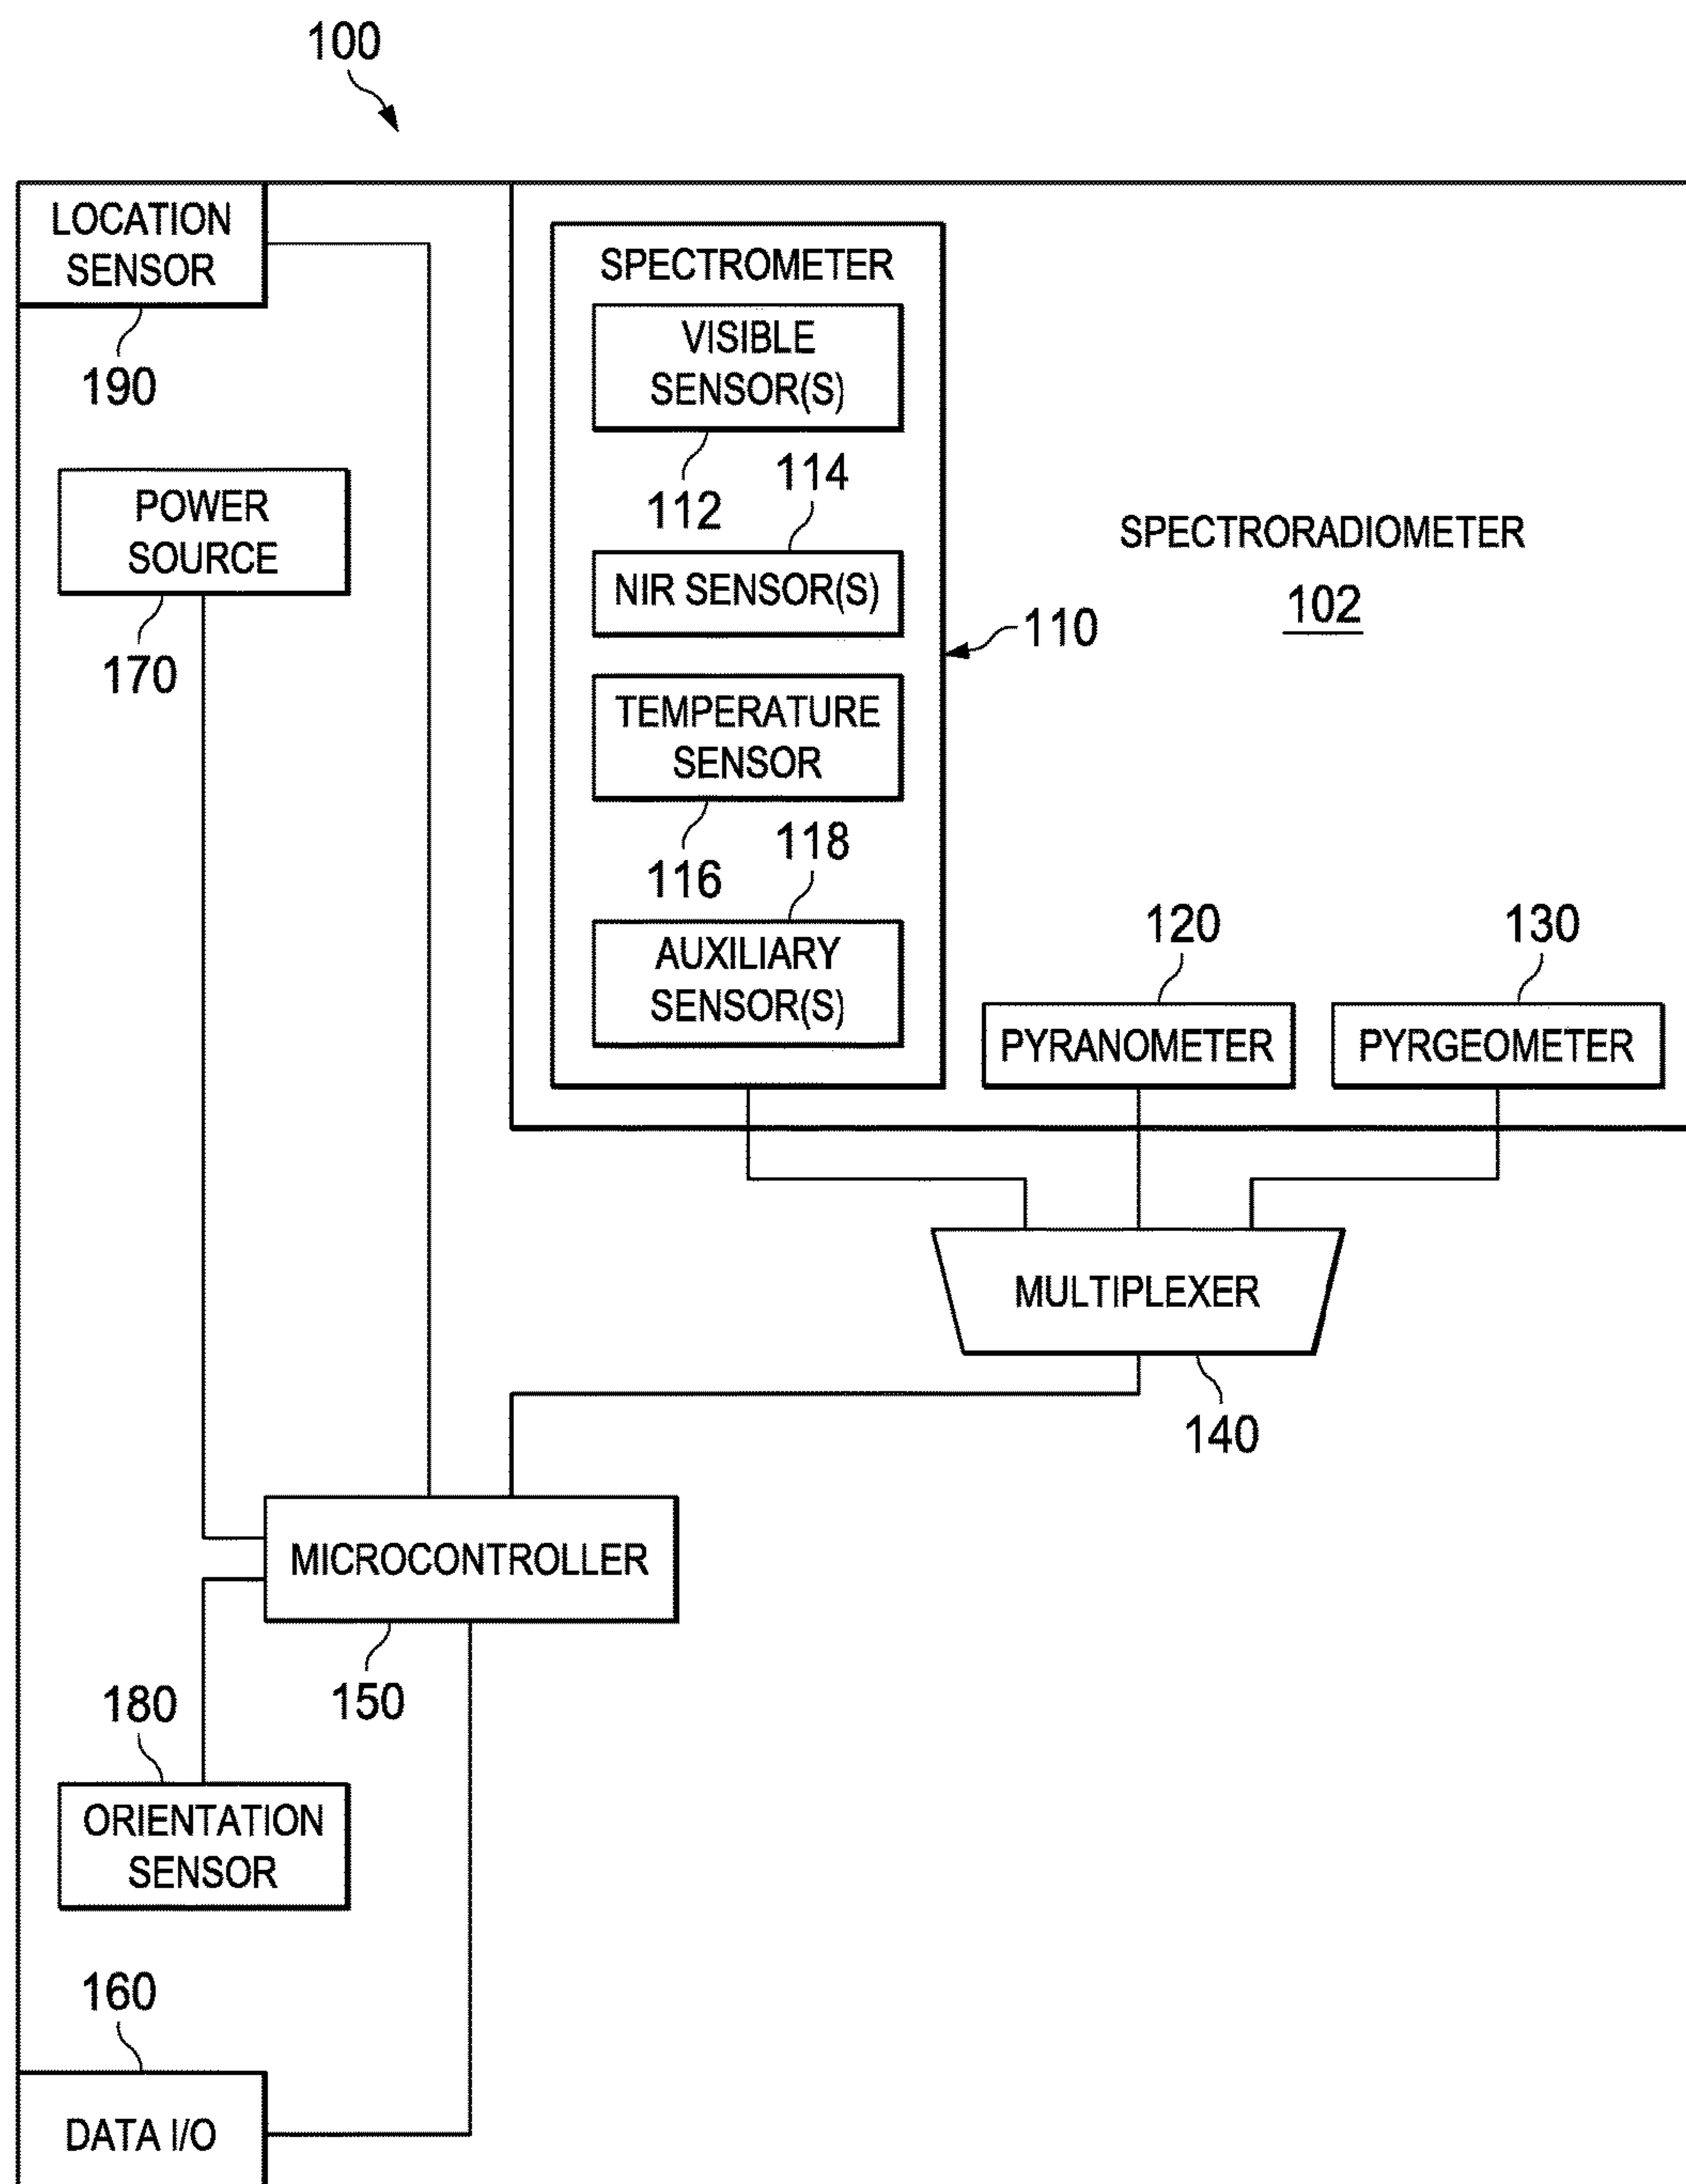 100
LOCATION
SENSOR
190
POWER
SOURCE
170
SPECTROMETER
VISIBLE
SENSOR(S)
112
114
NIR SENSOR(S)
110
TEMPERATURE
SENSOR
116
118
AUXILIARY
SENSOR(S)
SPECTRORADIOMETER
102
120
PYRANOMETER
130
PYRGEOMETER
MULTIPLEXER
140
MICROCONTROLLER
150
180
ORIENTATION
SENSOR
160
DATA I/O